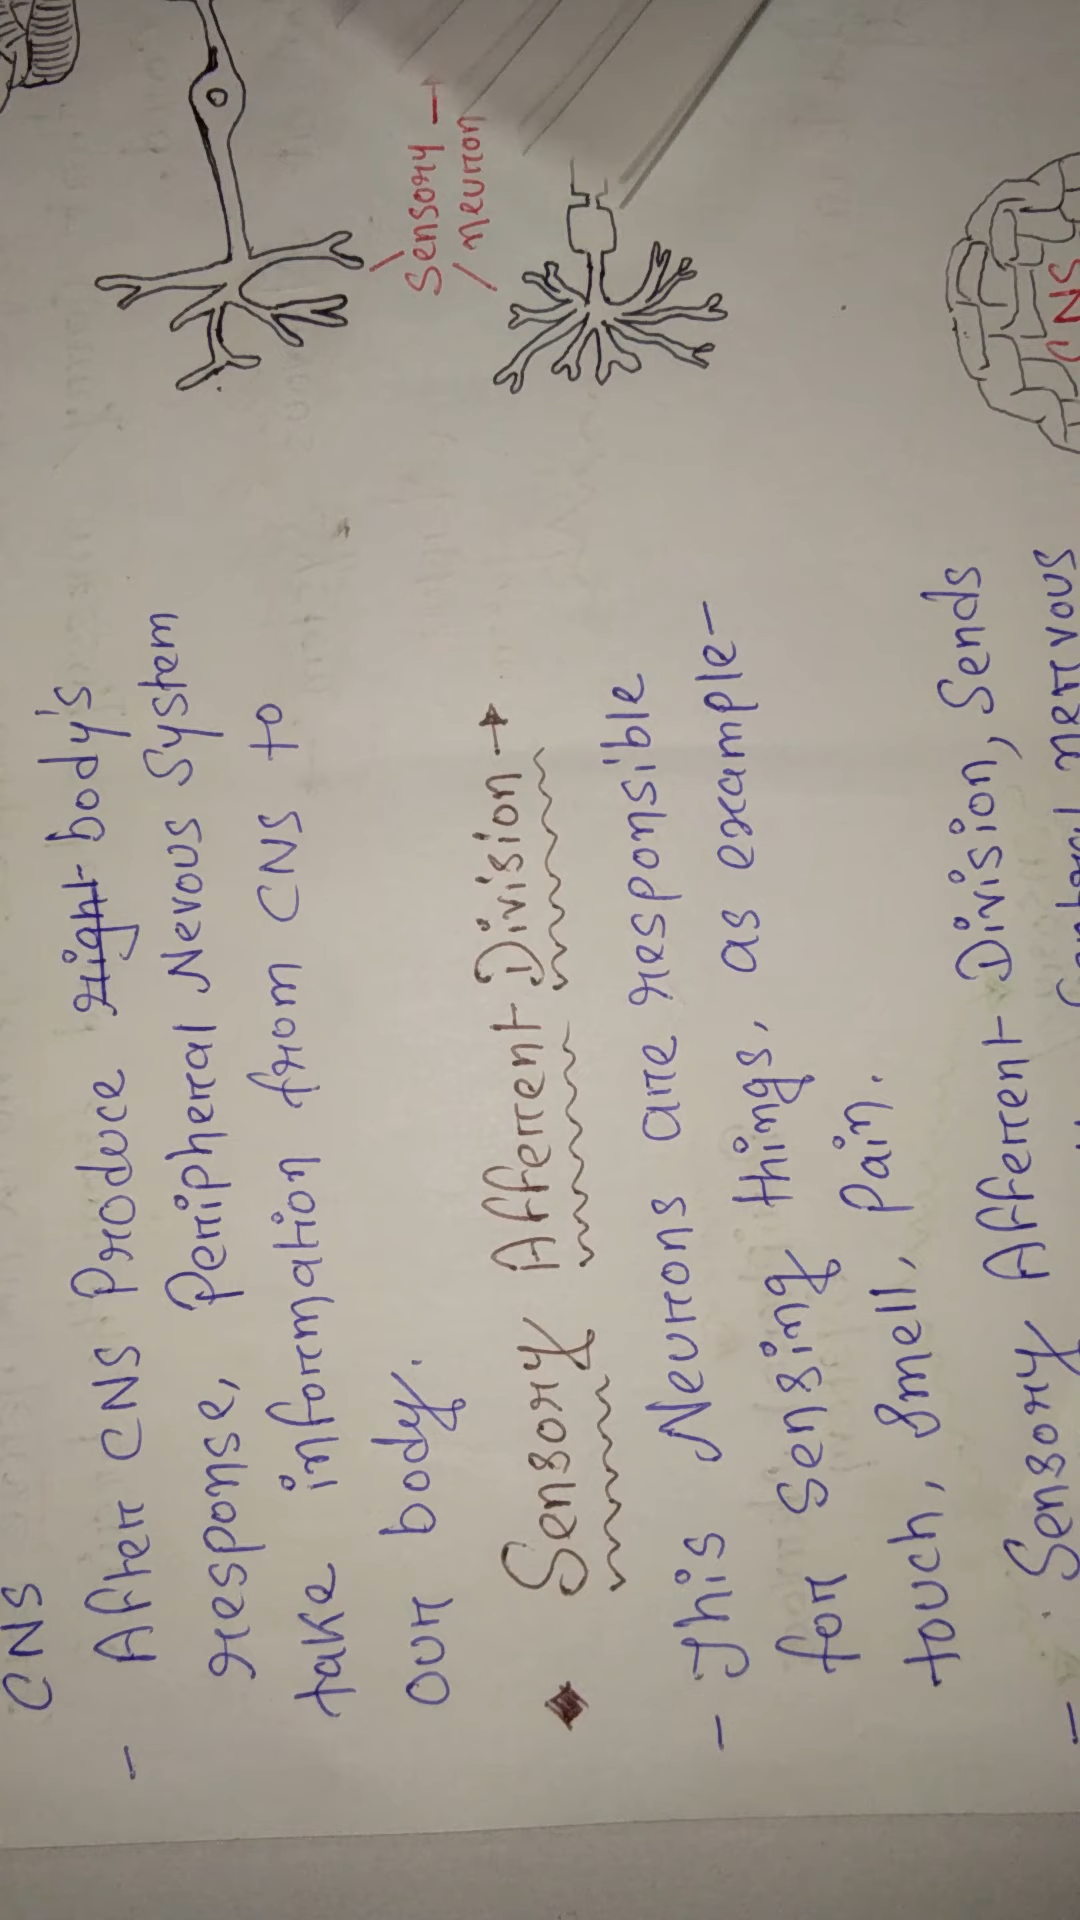 CNS
- After CNS Produce right body's
response, Peripheral Nevous System
take information from CNS to
our body.
◆ Sensory Afferent Division →
- This Neurons are responsible
for Sensing things, as example-
touch, Smell, Pain.
- Sensory Afferent Division, Sends
nervous
Sensory →
neuron
CNS